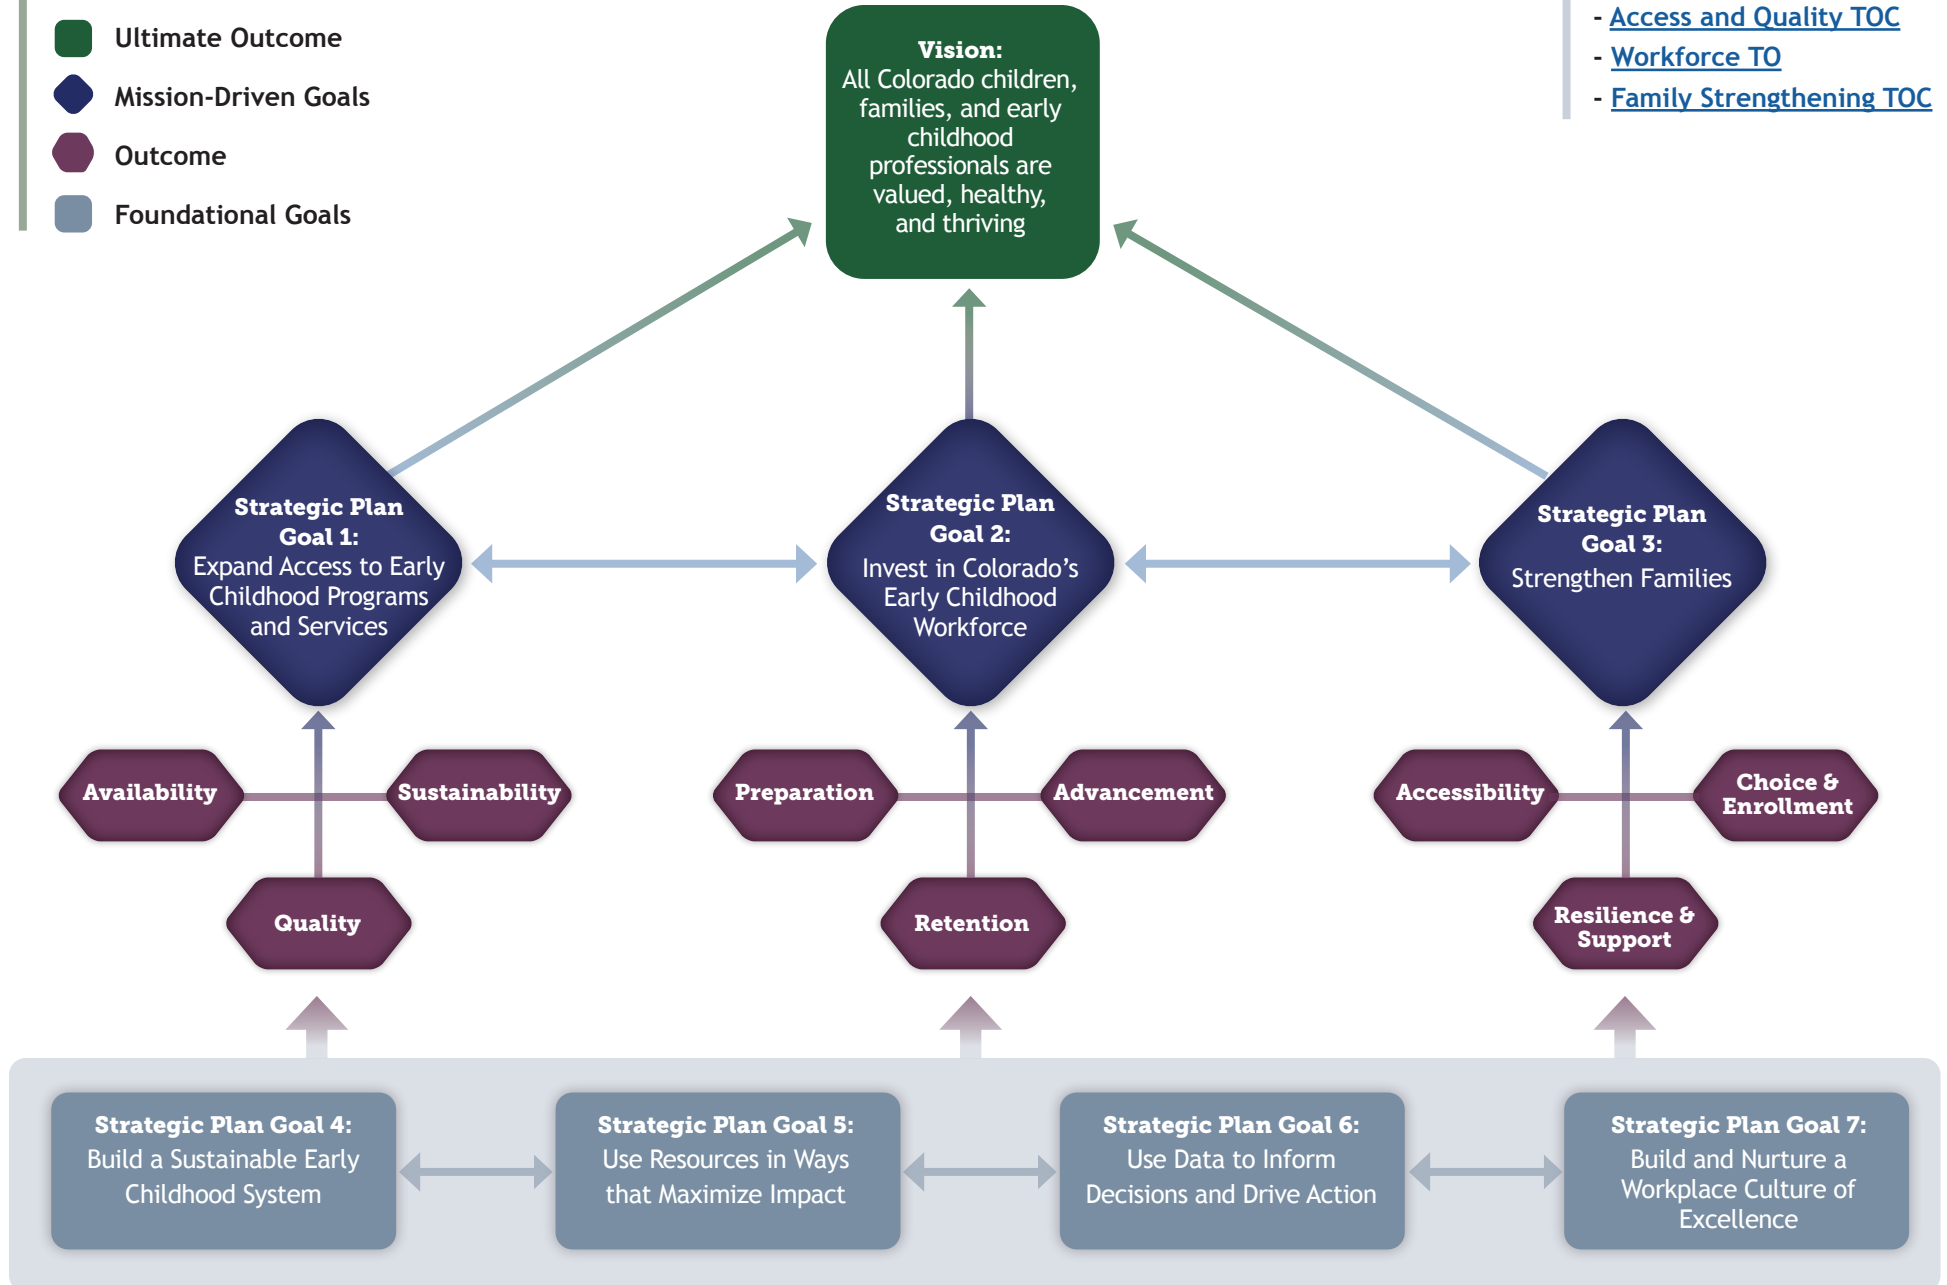 Ultimate Outcome
Mission-Driven Goals
Outcome
Foundational Goals
- Access and Quality TOC
- Workforce TO
- Family Strengthening TOC
Vision:
All Colorado children,
families, and early
childhood
professionals are
valued, healthy,
and thriving
Strategic Plan
Goal 1:
Expand Access to Early
Childhood Programs
and Services
Strategic Plan
Goal 2:
Invest in Colorado’s
Early Childhood
Workforce
Strategic Plan
Goal 3:
Strengthen Families
Availability
Sustainability
Quality
Preparation
Advancement
Retention
Accessibility
Choice &
Enrollment
Resilience &
Support
Strategic Plan Goal 4:
Build a Sustainable Early
Childhood System
Strategic Plan Goal 5:
Use Resources in Ways
that Maximize Impact
Strategic Plan Goal 6:
Use Data to Inform
Decisions and Drive Action
Strategic Plan Goal 7:
Build and Nurture a
Workplace Culture of
Excellence